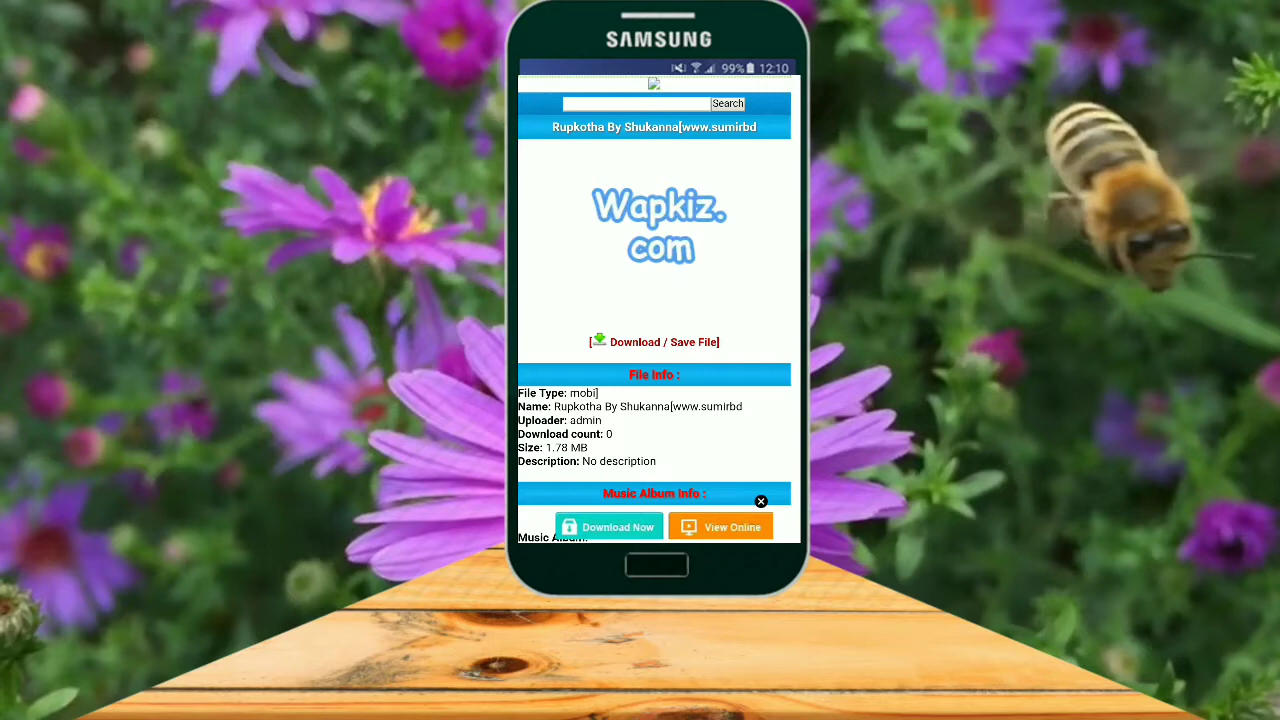 SAMSUNG
99% 12:10
Search
Rupkotha By Shukanna[www.sumirbd
Wapkiz.
com
[ Download / Save File]
File Info :
File Type: mobi]
Name: Rupkotha By Shukanna[www.sumirbd
Uploader: admin
Download count: 0
Size: 1.78 MB
Description: No description
Music Album Info :
Download Now View Online
Music Album: